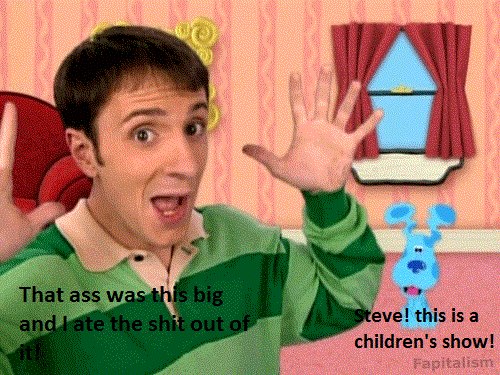 That ass was this big
and I ate the shit out of
it!
Steve! this is a
children's show!
Fapitalism